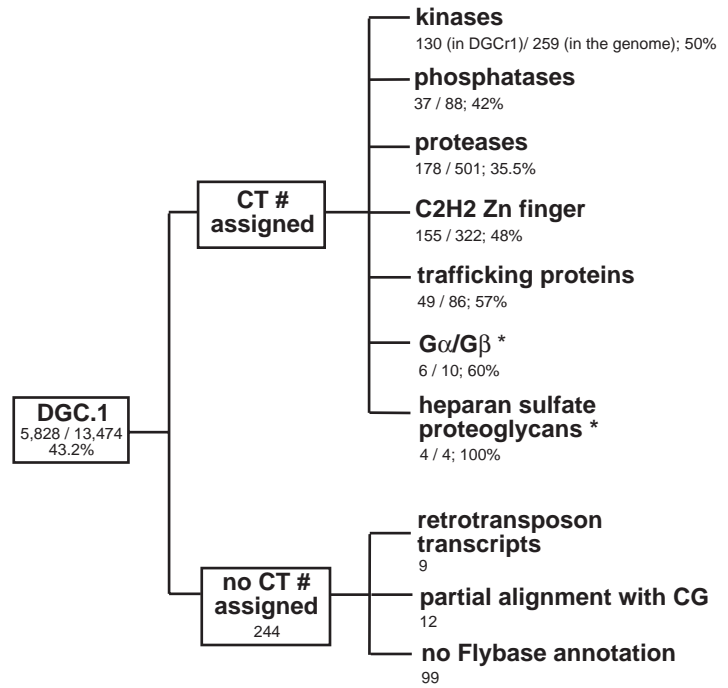 kinases
130 (in DGCr1)/ 259 (in the genome); 50%
phosphatases
37 / 88; 42%
proteases
178 / 501; 35.5%
CT #
assigned
C2H2 Zn finger
155 / 322; 48%
trafficking proteins
49 / 86; 57%
Gα/Gβ *
6 / 10; 60%
heparan sulfate
proteoglycans *
4 / 4; 100%
DGC.1
5,828 / 13,474
43.2%
no CT #
assigned
244
retrotransposon
transcripts
9
partial alignment with CG
12
no Flybase annotation
99